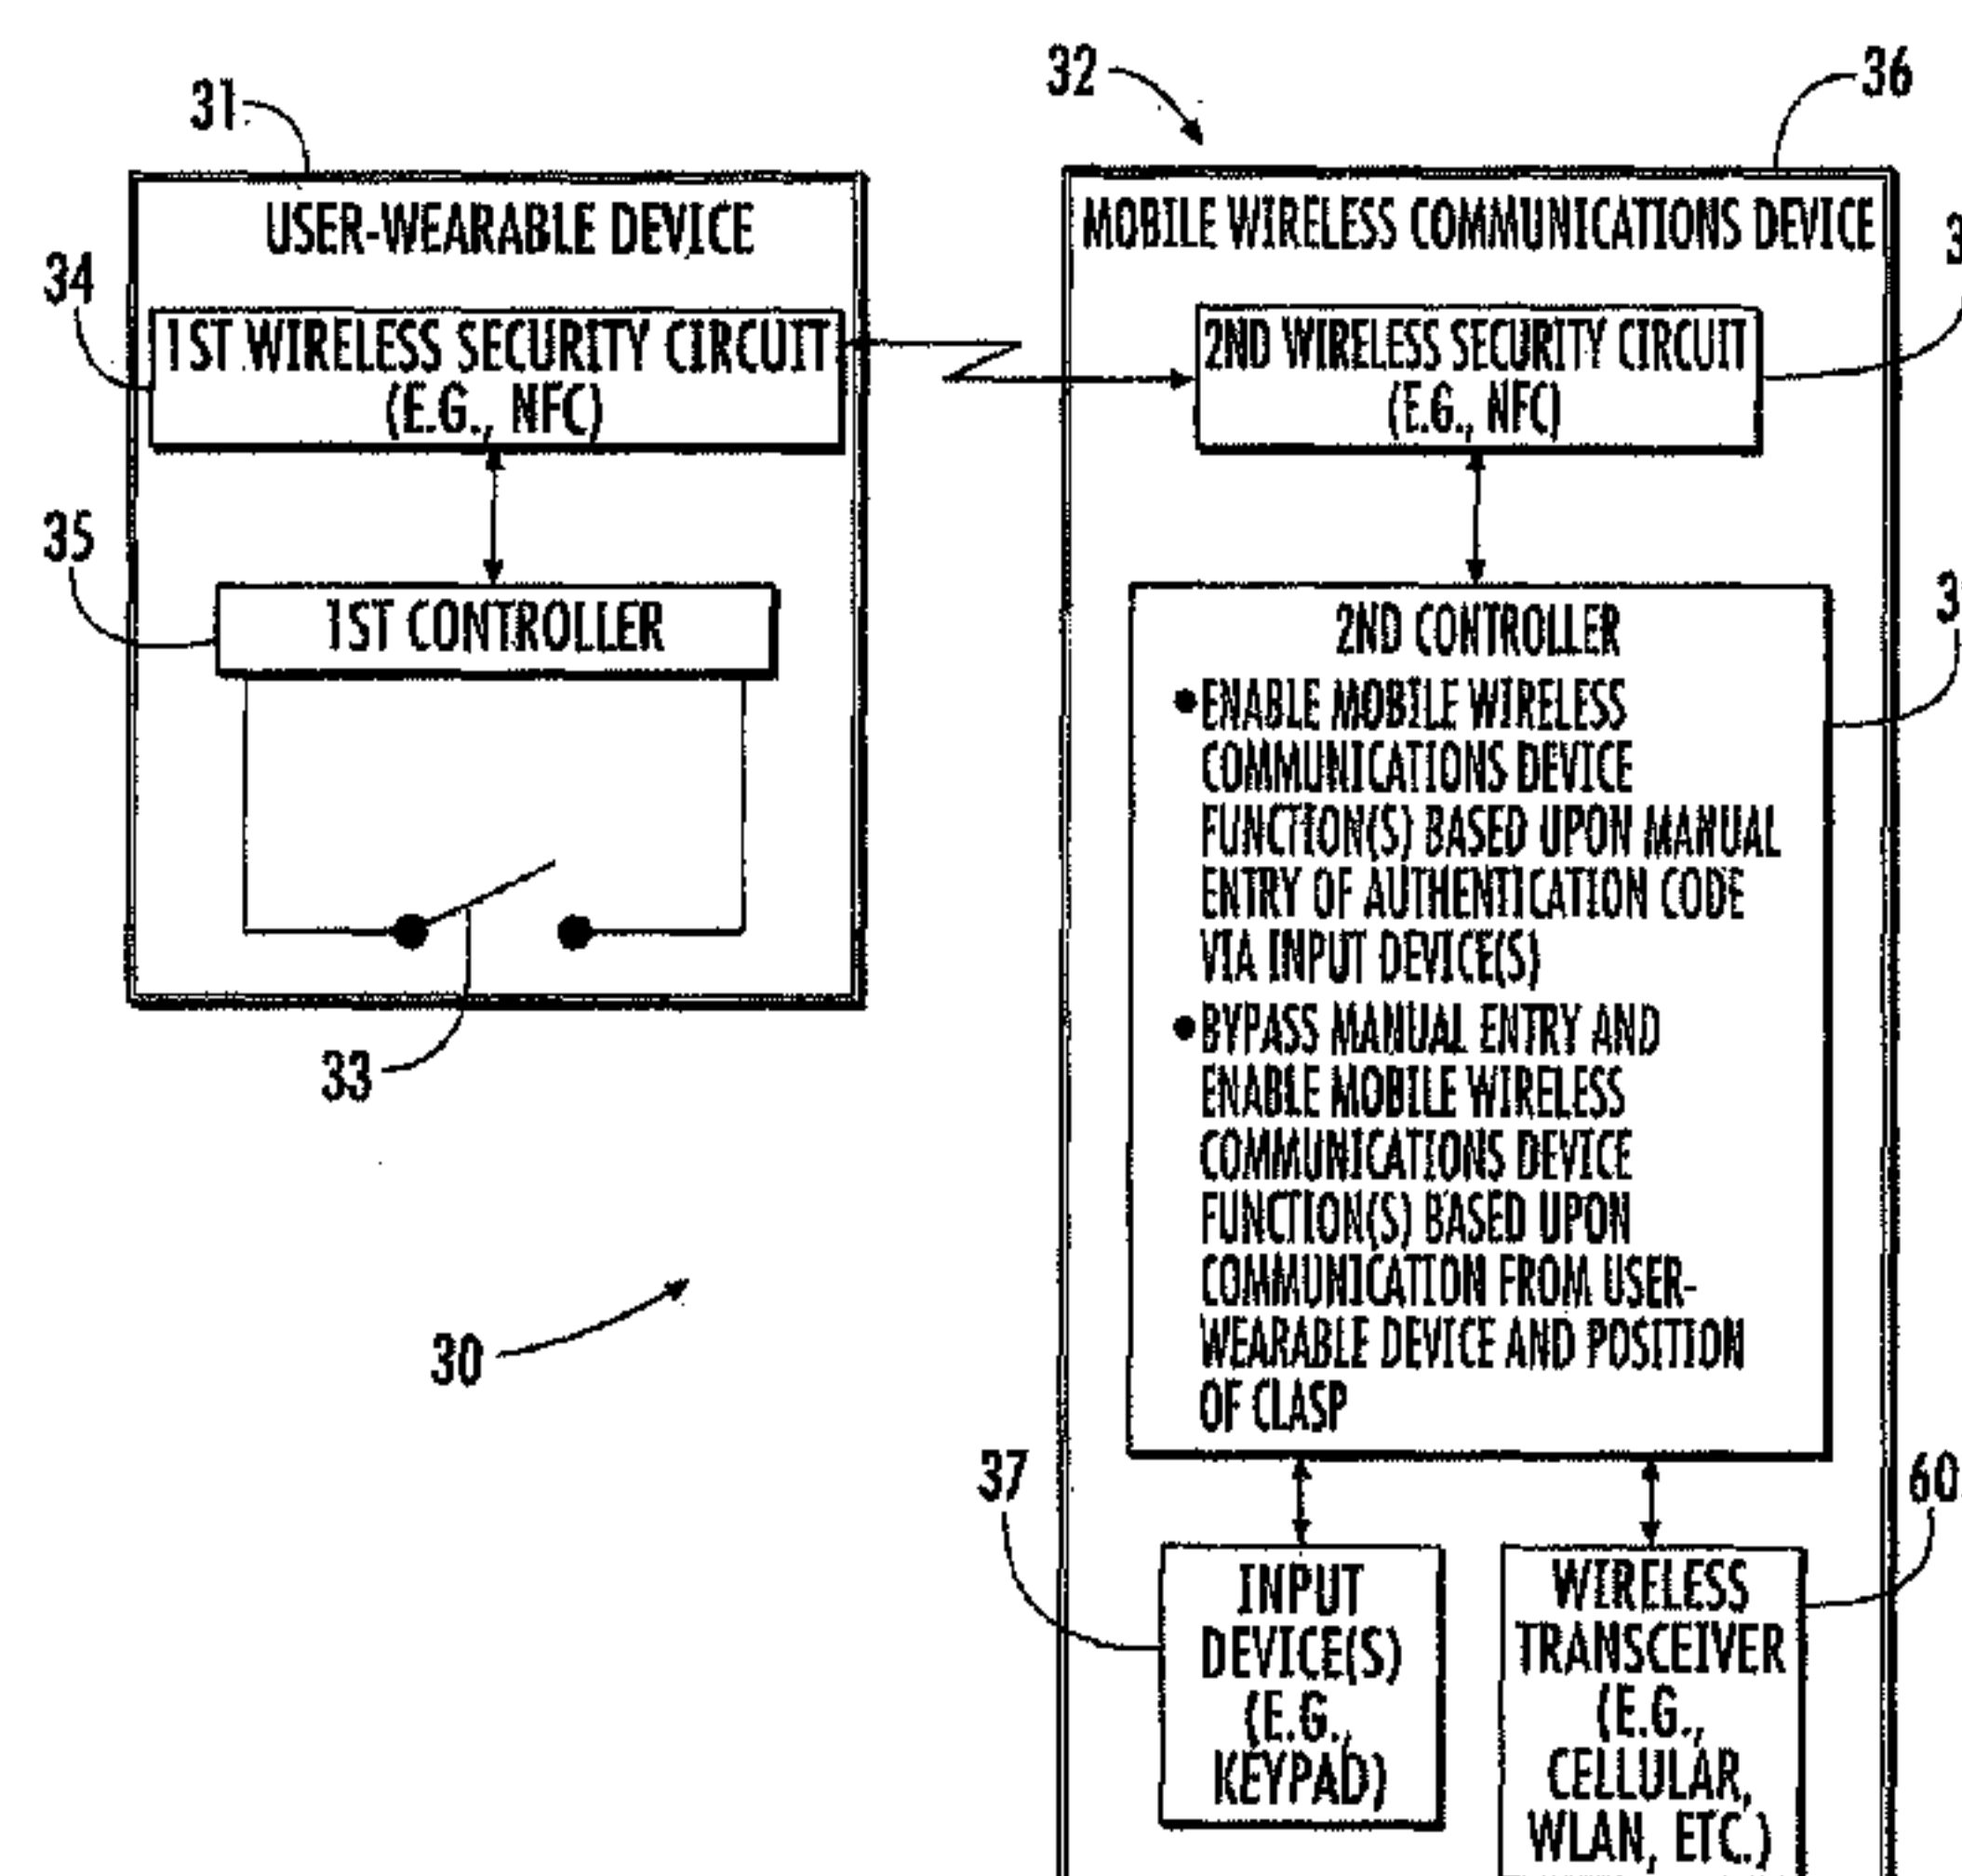 31
32
36
USER-WEARABLE DEVICE
MOBILE WIRELESS COMMUNICATIONS DEVICE
34
1ST WIRELESS SECURITY CIRCUIT
(E.G., NFC)
2ND WIRELESS SECURITY CIRCUIT
(E.G., NFC)
35
1ST CONTROLLER
33
30
2ND CONTROLLER
●ENABLE MOBILE WIRELESS
COMMUNICATIONS DEVICE
FUNCTION(S) BASED UPON MANUAL
ENTRY OF AUTHENTICATION CODE
VIA INPUT DEVICE(S)
●BYPASS MANUAL ENTRY AND
ENABLE MOBILE WIRELESS
COMMUNICATIONS DEVICE
FUNCTION(S) BASED UPON
COMMUNICATION FROM USER-
WEARABLE DEVICE AND POSITION
OF CLASP
37
60
INPUT
DEVICE(S)
(E.G.,
KEYPAD)
WIRELESS
TRANSCEIVER
(E.G.,
CELLULAR,
WLAN, ETC.)